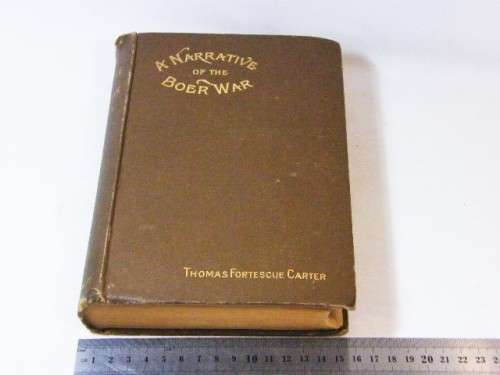 A NARRATIVE
OF THE
BOER WAR
THOMAS FORTESCUE CARTER
1 2 3 4 5 6 7 8 9 10 11 12 13 14 15 16 17 18 19 20 21 22 23 24